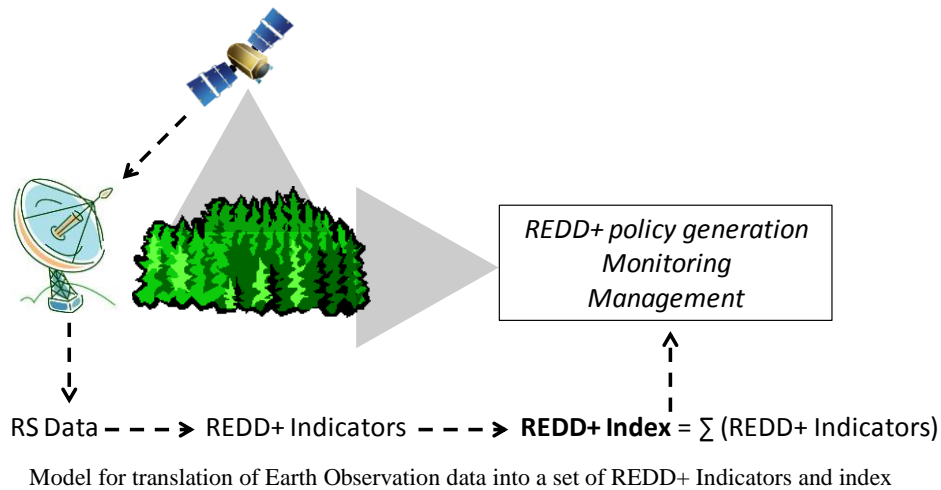 REDD+ policy generation
Monitoring
Management
RS Data REDD+ Indicators REDD+ Index = ∑ (REDD+ Indicators)
Model for translation of Earth Observation data into a set of REDD+ Indicators and index